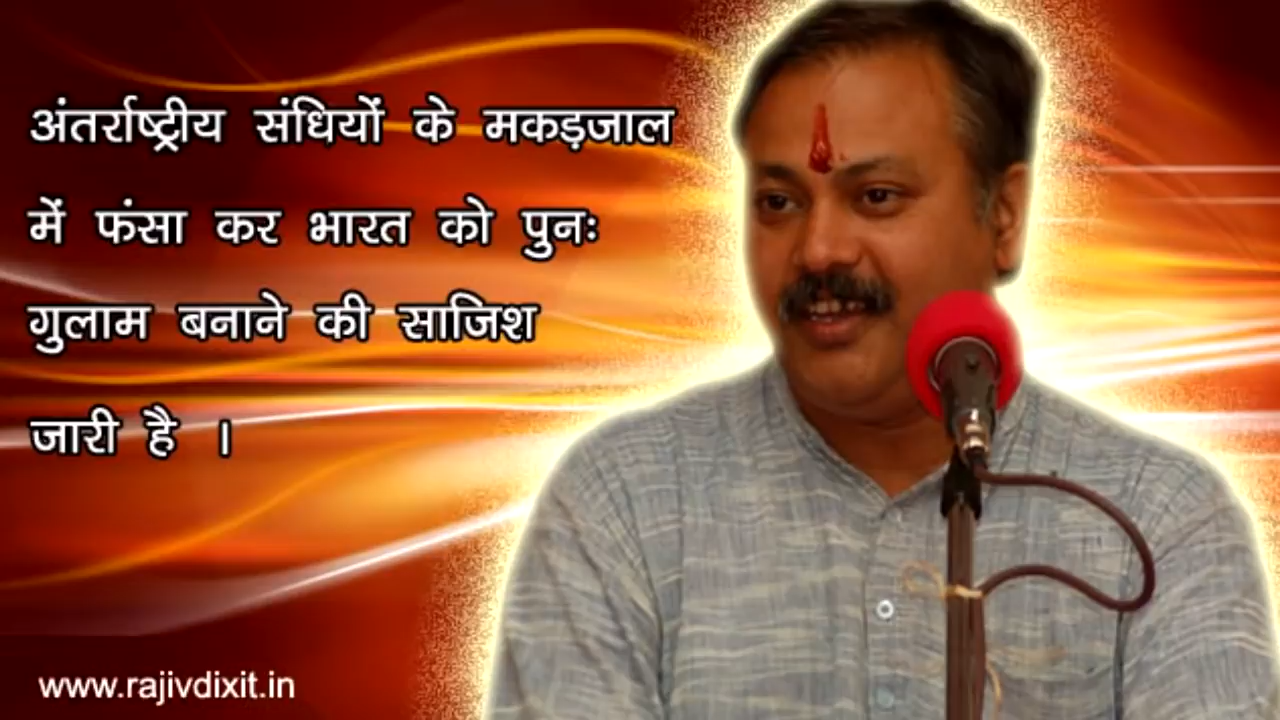 अंतर्राष्ट्रीय संधियों के मकड़जाल
में फंसा कर भारत को पुनः
गुलाम बनाने की साजिश
जारी है ।
www.rajivdixit.in